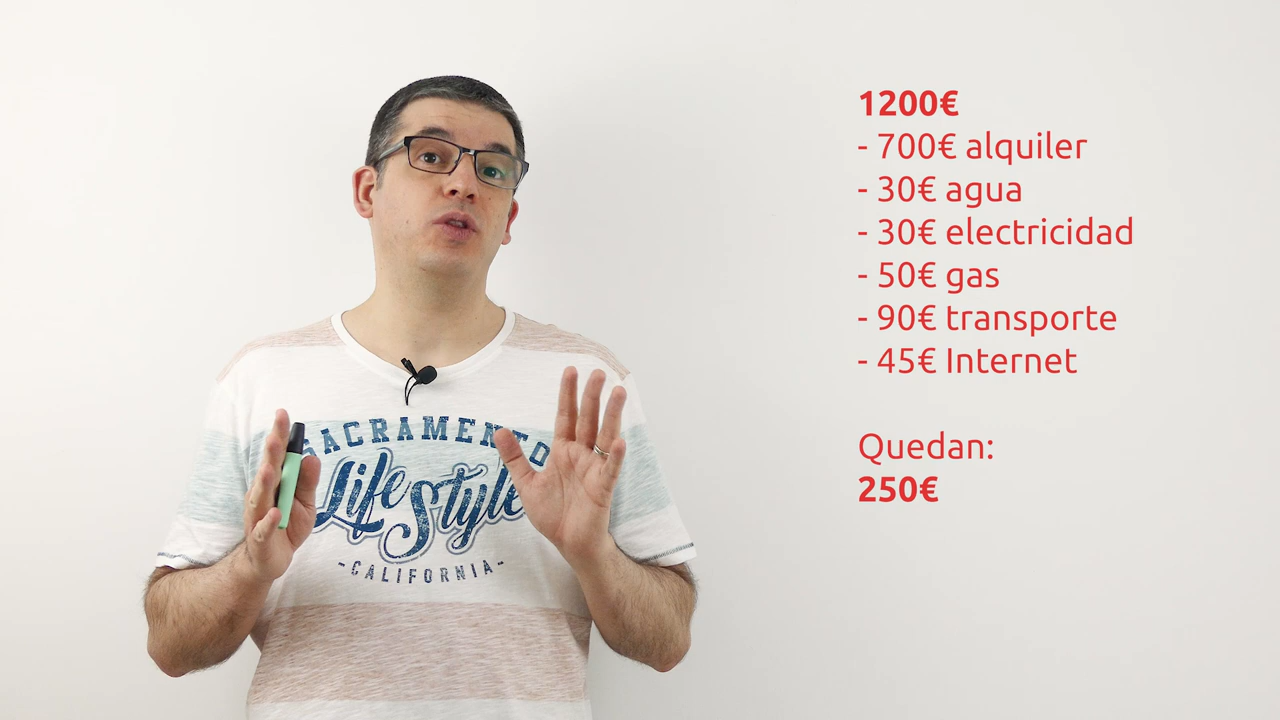 1200€
- 700€ alquiler
- 30€ agua
- 30€ electricidad
- 50€ gas
- 90€ transporte
- 45€ Internet
Quedan:
250€
SACRAMENTO
Life Style
-CALIFORNIA-